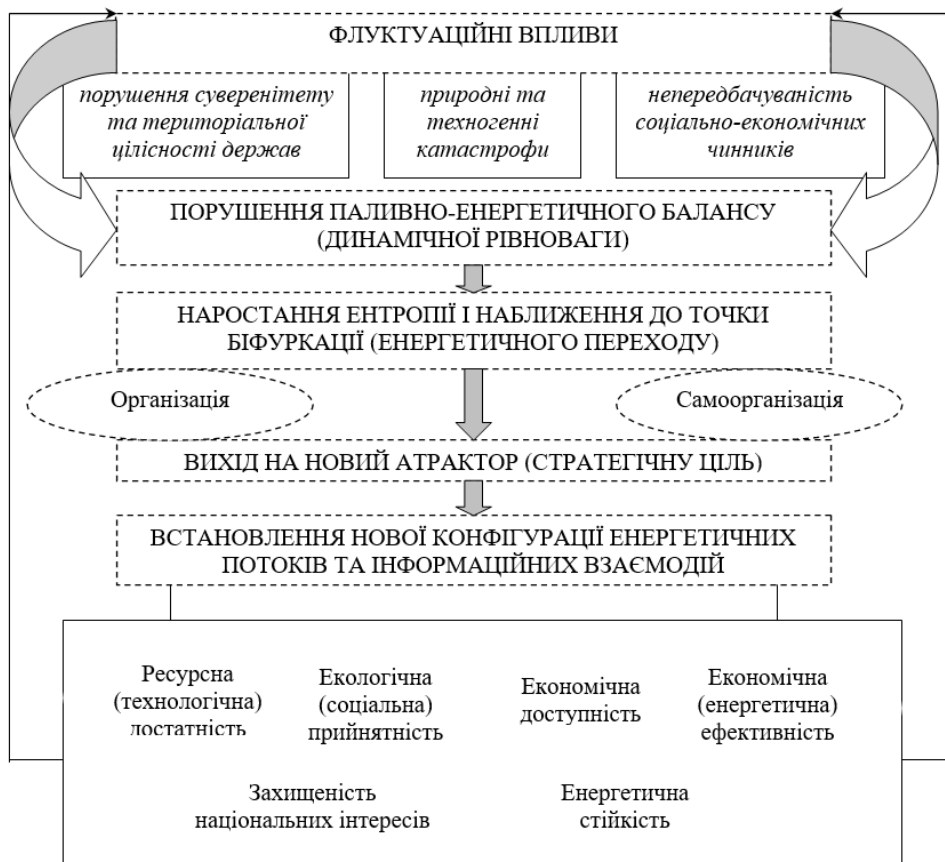 ФЛУКТУАЦІЙНІ ВПЛИВИ
порушення суверенітету
та територіальної
цілісності держав
природні та
техногенні
катастрофи
непередбачуваність
соціально-економічних
чинників
ПОРУШЕННЯ ПАЛИВНО-ЕНЕРГЕТИЧНОГО БАЛАНСУ
(ДИНАМІЧНОЇ РІВНОВАГИ)
НАРОСТАННЯ ЕНТРОПІЇ І НАБЛИЖЕННЯ ДО ТОЧКИ
БІФУРКАЦІЇ (ЕНЕРГЕТИЧНОГО ПЕРЕХОДУ)
Організація
Самоорганізація
ВИХІД НА НОВИЙ АТРАКТОР (СТРАТЕГІЧНУ ЦІЛЬ)
ВСТАНОВЛЕННЯ НОВОЇ КОНФІГУРАЦІЇ ЕНЕРГЕТИЧНИХ
ПОТОКІВ ТА ІНФОРМАЦІЙНИХ ВЗАЄМОДІЙ
Ресурсна
(технологічна)
достатність
Екологічна
(соціальна)
прийнятність
Економічна
доступність
Економічна
(енергетична)
ефективність
Захищеність
національних інтересів
Енергетична
стійкість